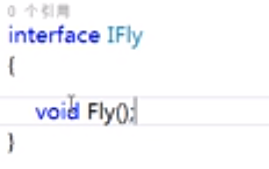 0 个引用
interface IFly
{
void Fly();
}